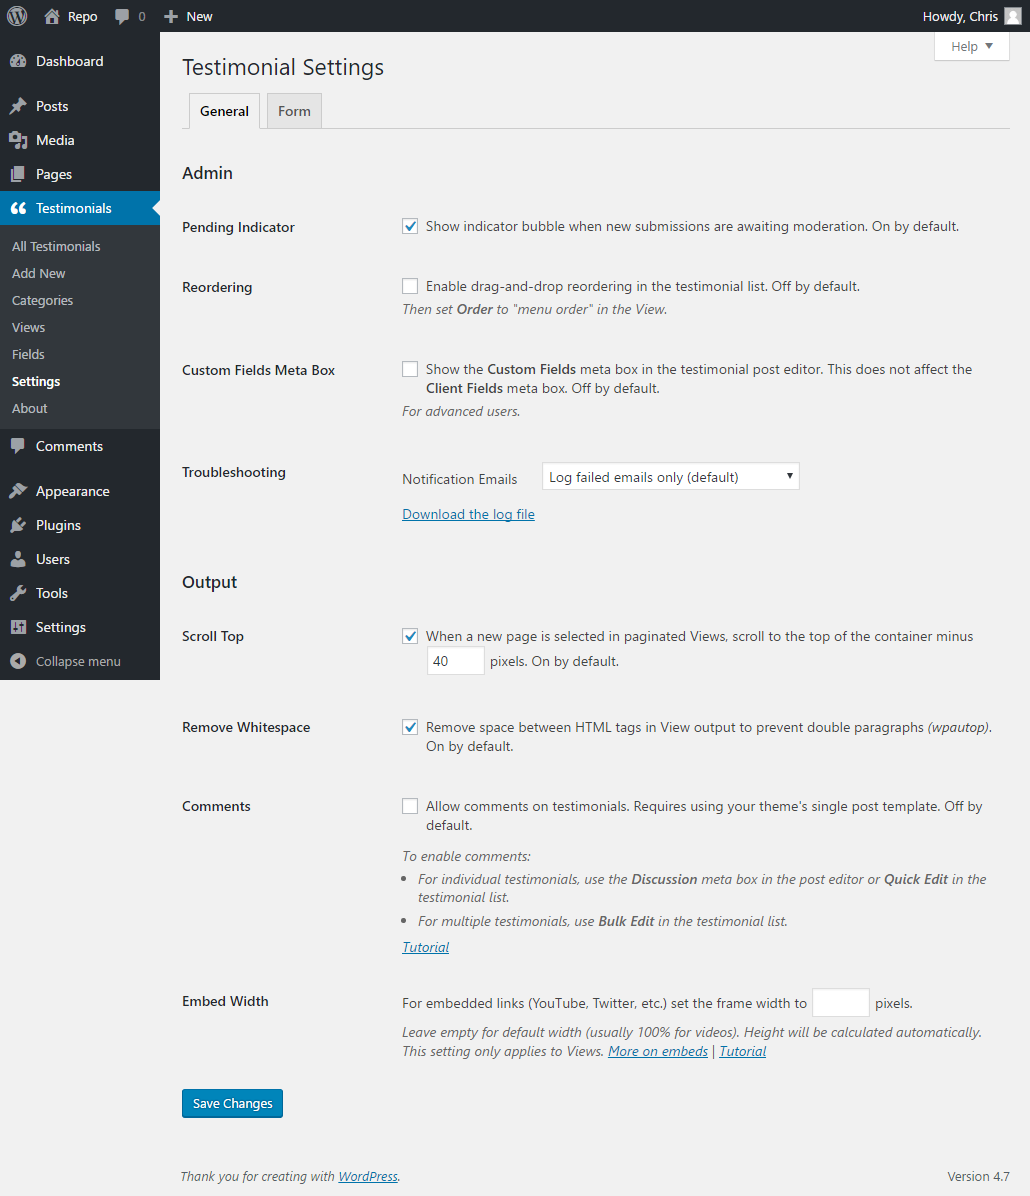 Repo 0 New Howdy, Chris
Help
Dashboard
Posts
Media
Pages
Testimonials
All Testimonials
Add New
Categories
Views
Fields
Settings
About
Comments
Appearance
Plugins
Users
Tools
Settings
Collapse menu
Testimonial Settings
General Form
Admin
Pending Indicator
Show indicator bubble when new submissions are awaiting moderation. On by default.
Reordering
Enable drag-and-drop reordering in the testimonial list. Off by default.
Then set Order to "menu order" in the View.
Custom Fields Meta Box
Show the Custom Fields meta box in the testimonial post editor. This does not affect the
Client Fields meta box. Off by default.
For advanced users.
Troubleshooting
Notification Emails Log failed emails only (default)
Download the log file
Output
Scroll Top
When a new page is selected in paginated Views, scroll to the top of the container minus
40 pixels. On by default.
Remove Whitespace
Remove space between HTML tags in View output to prevent double paragraphs (wpautop).
On by default.
Comments
Allow comments on testimonials. Requires using your theme's single post template. Off by
default.
To enable comments:
• For individual testimonials, use the Discussion meta box in the post editor or Quick Edit in the
testimonial list.
• For multiple testimonials, use Bulk Edit in the testimonial list.
Tutorial
Embed Width
For embedded links (YouTube, Twitter, etc.) set the frame width to pixels.
Leave empty for default width (usually 100% for videos). Height will be calculated automatically.
This setting only applies to Views. More on embeds | Tutorial
Save Changes
Thank you for creating with WordPress. Version 4.7